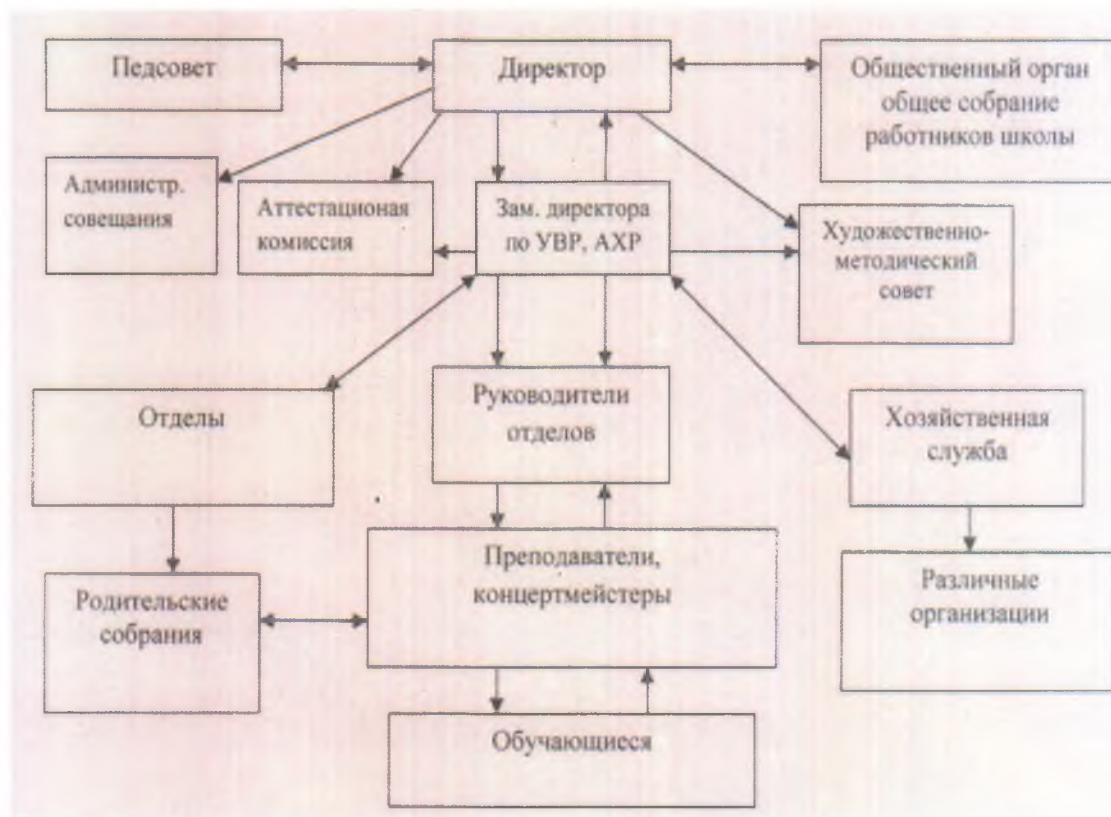 Педсовет
Директор
Общественный орган
общее собрание
работников школы
Администр.
совещания
Аттестационая
комиссия
Зам. директора
по УВР, АХР
Художественно-
методический
совет
Отделы
Руководители
отделов
Хозяйственная
служба
Родительские
собрания
Преподаватели,
концертмейстеры
Различные
организации
Обучающиеся